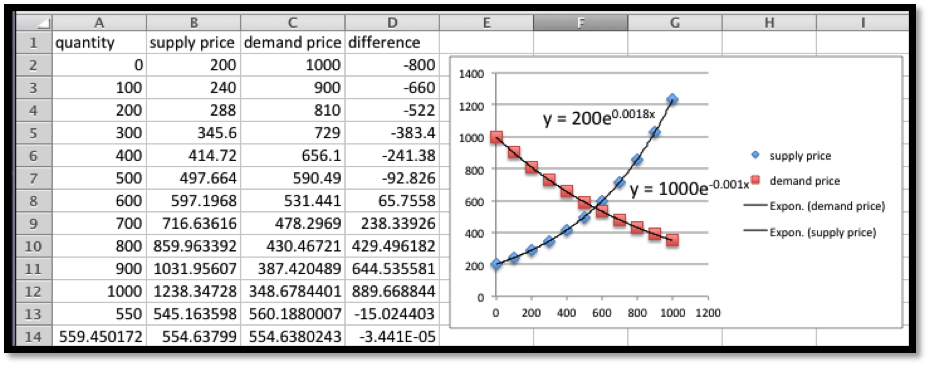 A B C D E F G H I
1 quantity supply price demand price difference
2 0 200 1000 -800
3 100 240 900 -660
4 200 288 810 -522
5 300 345.6 729 -383.4
6 400 414.72 656.1 -241.38
7 500 497.664 590.49 -92.826
8 600 597.1968 531.441 65.7558
9 700 716.63616 478.2969 238.33926
10 800 859.963392 430.46721 429.496182
11 900 1031.95607 387.420489 644.535581
12 1000 1238.34728 348.6784401 889.668844
13 550 545.163598 560.1880007 -15.024403
14 559.450172 554.63799 554.6380243 -3.441E-05
1400
1200
1000
800
600
400
200
0
0 200 400 600 800 1000 1200
y = 200e^0.0018x
y = 1000e^-0.001x
supply price
demand price
Expon. (demand price)
Expon. (supply price)